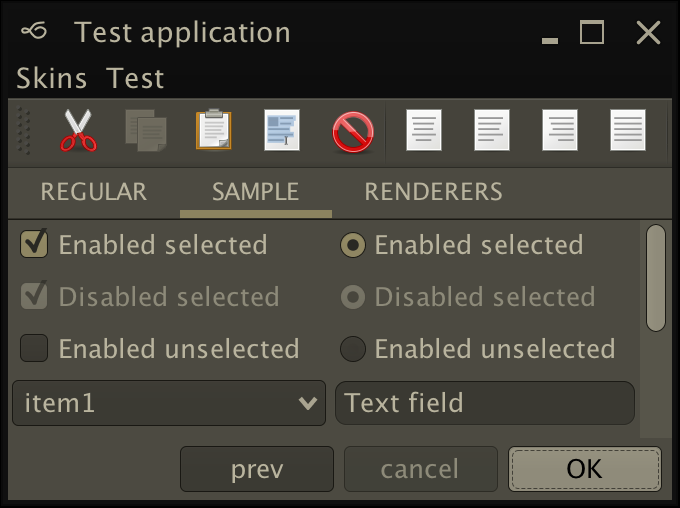 Test application
Skins Test
REGULAR SAMPLE RENDERERS
Enabled selected Enabled selected
Disabled selected Disabled selected
Enabled unselected Enabled unselected
item1 Text field
prev cancel OK